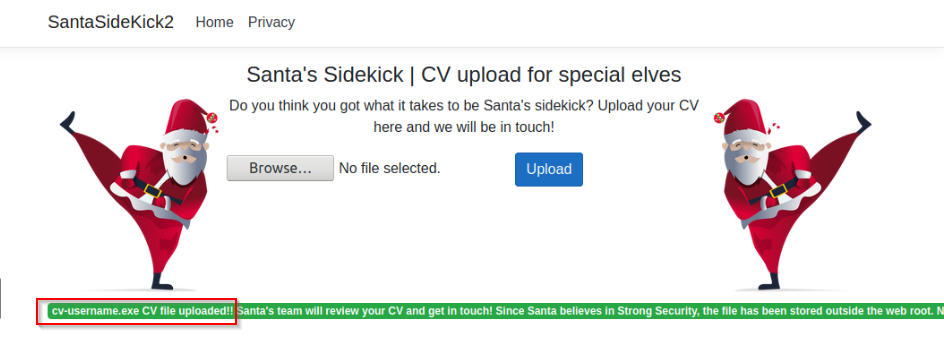 SantaSideKick2 Home Privacy
Santa's Sidekick | CV upload for special elves
Do you think you got what it takes to be Santa's sidekick? Upload your CV
here and we will be in touch!
Browse... No file selected. Upload
cv-username.exe CV file uploaded!! Santa's team will review your CV and get in touch! Since Santa believes in Strong Security, the file has been stored outside the web root. N